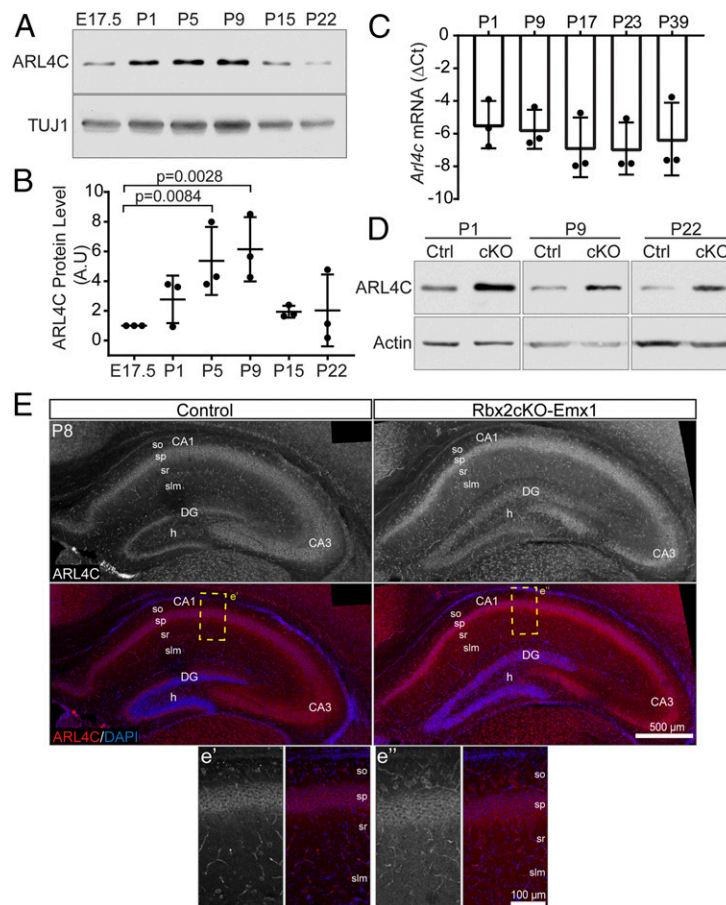 A
E17.5 P1 P5 P9 P15 P22
ARL4C
TUJ1
B
p=0.0028
p=0.0084
ARL4C Protein Level
(A.U)
10
8
6
4
2
0
E17.5 P1 P5 P9 P15 P22
C
P1 P9 P17 P23 P39
Arl4c mRNA (ΔCt)
0
-2
-4
-6
-8
-10
D
P1 P9 P22
Ctrl cKO Ctrl cKO Ctrl cKO
ARL4C
Actin
E
Control Rbx2cKO-Emx1
P8
so CA1
sp
sr
slm
DG
h
CA3
ARL4C
so CA1
sp
sr
slm
DG
h
CA3
e'
so CA1
sp
sr
slm
DG
h
CA3
ARL4C/DAPI
e''
so CA1
sp
sr
slm
DG
h
CA3
500 µm
e'
so
sp
sr
slm
e''
so
sp
sr
slm
100 µm